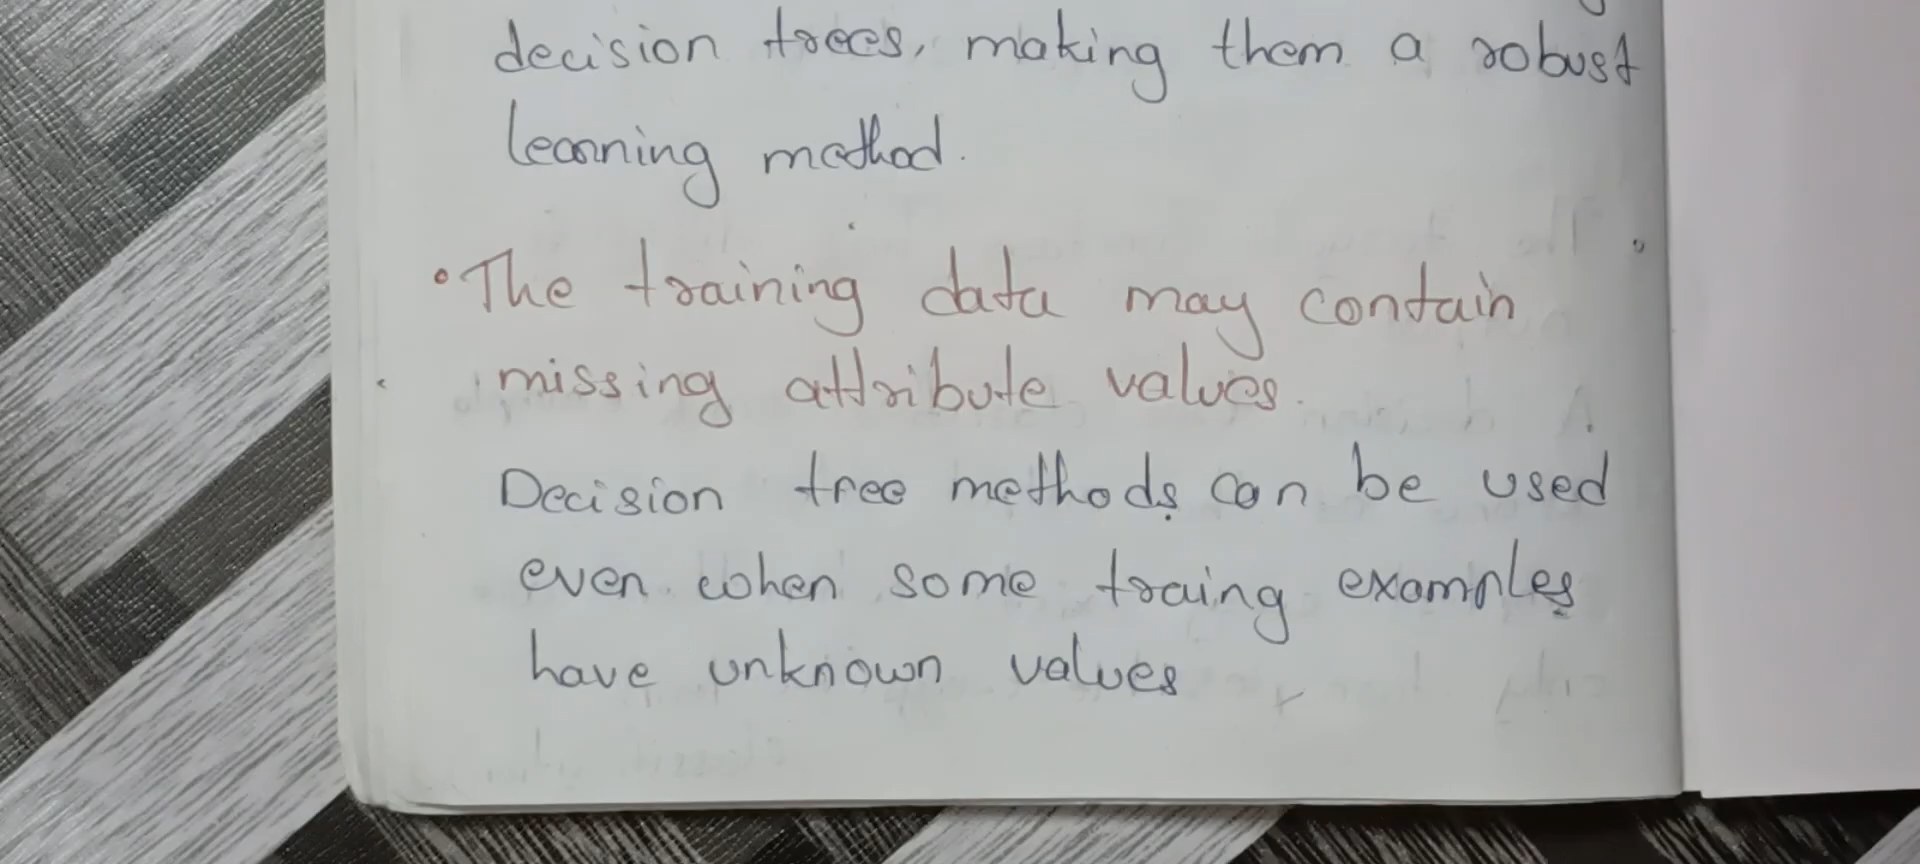 decision trees, making them a robust
learning method.
• The training data may contain
missing attribute values.
Decision tree methods can be used
even when some traing examples
have unknown values